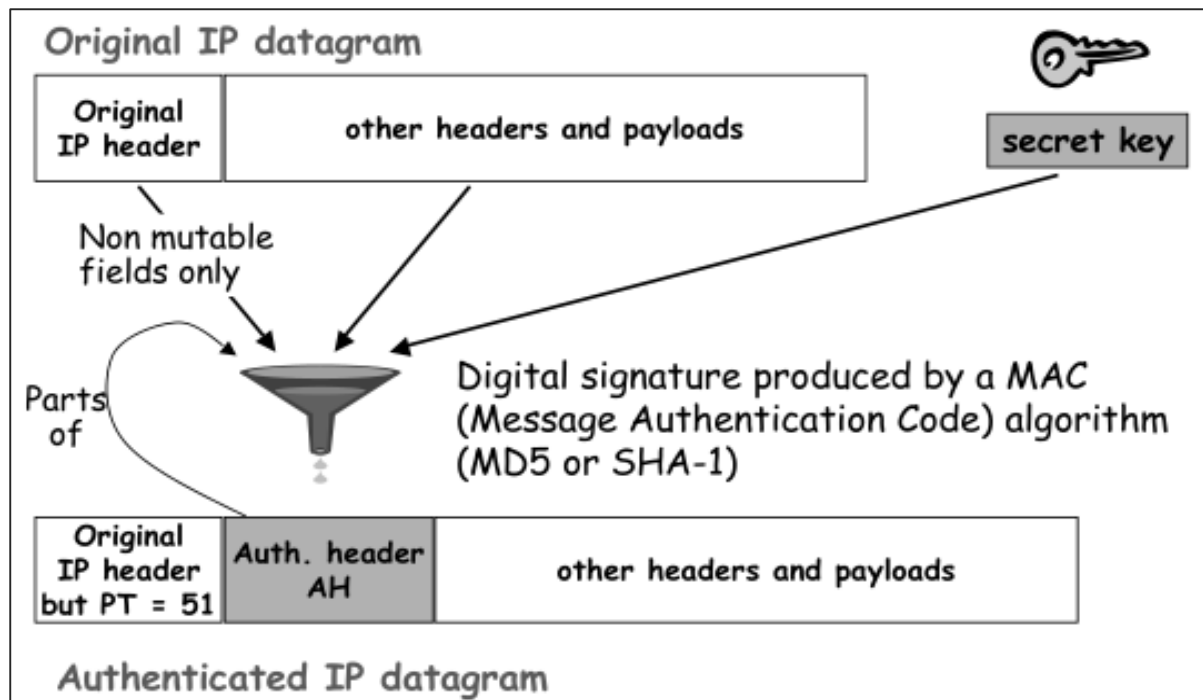 Original IP datagram
Original
IP header
other headers and payloads
secret key
Non mutable
fields only
Parts
of
Digital signature produced by a MAC
(Message Authentication Code) algorithm
(MD5 or SHA-1)
Original
IP header
but PT = 51
Auth. header
AH
other headers and payloads
Authenticated IP datagram